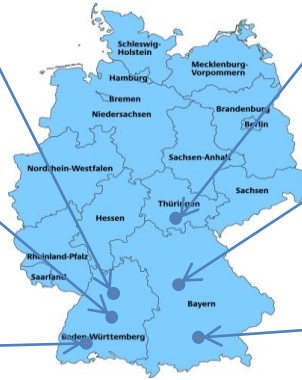 Schleswig-
Holstein
Mecklenburg-
Vorpommern
Hamburg
Bremen
Niedersachsen
Brandenburg
Berlin
Sachsen-Anhalt
Nordrhein-Westfalen
Sachsen
Thüringen
Hessen
Rheinland-Pfalz
Saarland
Bayern
Baden-Württemberg